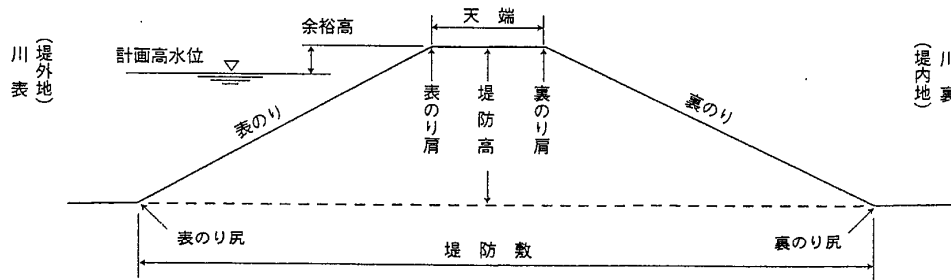 天端
余裕高
計画高水位
川表
(堤外地)
表のり
表のり肩
堤防高
裏のり肩
裏のり
(堤内地)
川裏
表のり尻
堤防敷
裏のり尻